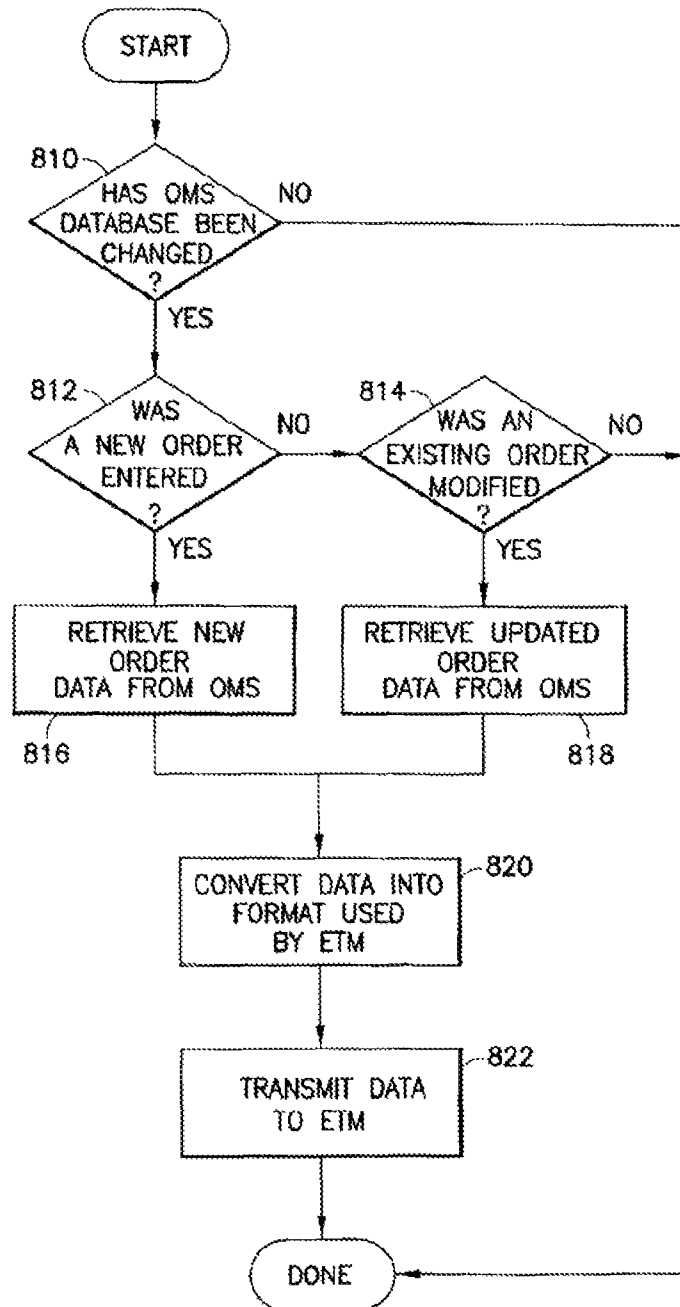 START
810
HAS OMS
DATABASE BEEN
CHANGED
?
NO
YES
812
WAS
A NEW ORDER
ENTERED
?
NO
YES
814
WAS AN
EXISTING ORDER
MODIFIED
?
NO
YES
RETRIEVE NEW
ORDER
DATA FROM OMS
816
RETRIEVE UPDATED
ORDER
DATA FROM OMS
818
CONVERT DATA INTO
FORMAT USED
BY ETM
820
TRANSMIT DATA
TO ETM
822
DONE